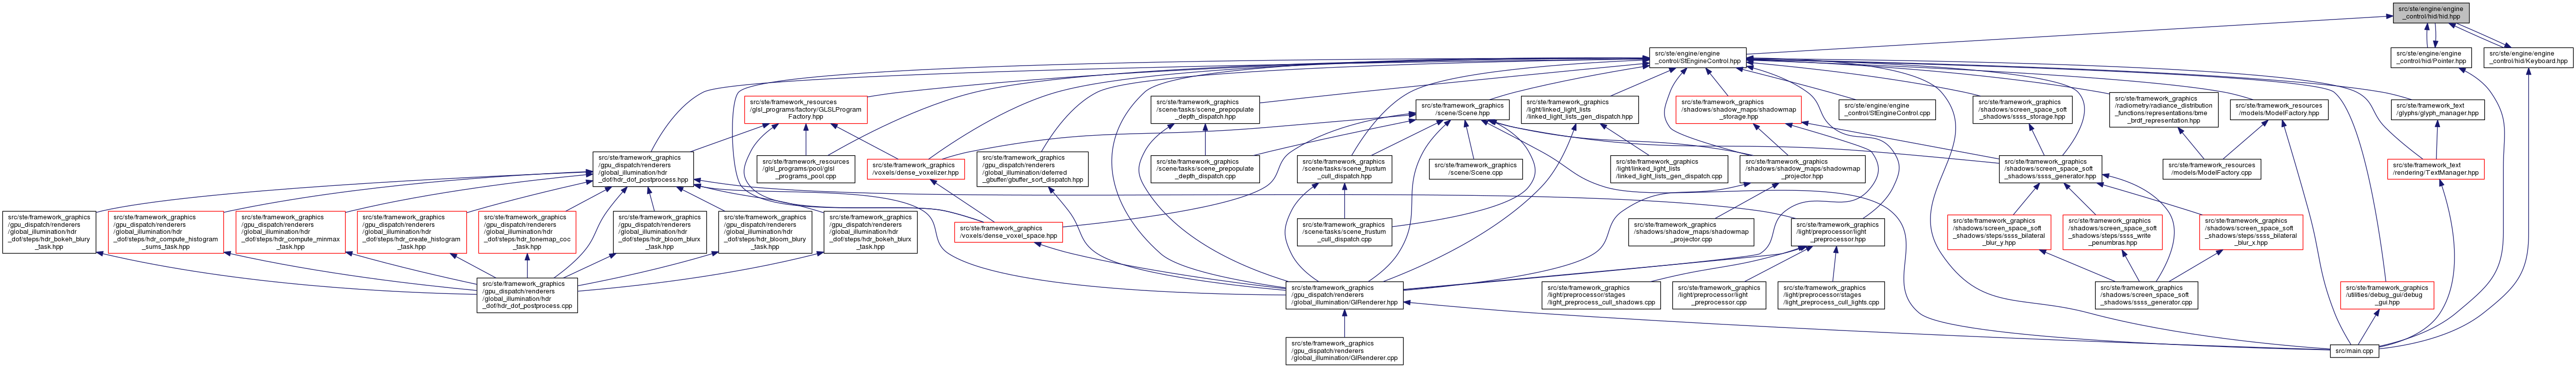 src/ste/engine/engine
_control/hid/hid.hpp
src/ste/engine/engine
_control/StEngineControl.hpp
src/ste/engine/engine
_control/hid/Pointer.hpp
src/ste/engine/engine
_control/hid/Keyboard.hpp
src/ste/framework_resources
/glsl_programs/factory/GLSLProgram
Factory.hpp
src/ste/framework_graphics
/scene/tasks/scene_prepopulate
_depth_dispatch.hpp
src/ste/framework_graphics
/scene/Scene.hpp
src/ste/framework_graphics
/light/linked_light_lists
/linked_light_lists_gen_dispatch.hpp
src/ste/framework_graphics
/shadows/shadow_maps/shadowmap
_storage.hpp
src/ste/engine/engine
_control/StEngineControl.cpp
src/ste/framework_graphics
/shadows/screen_space_soft
_shadows/ssss_storage.hpp
src/ste/framework_graphics
/radiometry/radiance_distribution
_functions/representations/bme
_brdf_representation.hpp
src/ste/framework_resources
/models/ModelFactory.hpp
src/ste/framework_text
/glyphs/glyph_manager.hpp
src/ste/framework_graphics
/gpu_dispatch/renderers
/global_illumination/hdr
_dof/hdr_dof_postprocess.hpp
src/ste/framework_resources
/glsl_programs/pool/glsl
_programs_pool.cpp
src/ste/framework_graphics
/voxels/dense_voxelizer.hpp
src/ste/framework_graphics
/gpu_dispatch/renderers
/global_illumination/deferred
_gbuffer/gbuffer_sort_dispatch.hpp
src/ste/framework_graphics
/scene/tasks/scene_prepopulate
_depth_dispatch.cpp
src/ste/framework_graphics
/scene/tasks/scene_frustum
_cull_dispatch.hpp
src/ste/framework_graphics
/scene/Scene.cpp
src/ste/framework_graphics
/light/linked_light_lists
/linked_light_lists_gen_dispatch.cpp
src/ste/framework_graphics
/shadows/shadow_maps/shadowmap
_projector.hpp
src/ste/framework_graphics
/shadows/screen_space_soft
_shadows/ssss_generator.hpp
src/ste/framework_resources
/models/ModelFactory.cpp
src/ste/framework_text
/rendering/TextManager.hpp
src/ste/framework_graphics
/gpu_dispatch/renderers
/global_illumination/hdr
_dof/steps/hdr_bokeh_blury
_task.hpp
src/ste/framework_graphics
/gpu_dispatch/renderers
/global_illumination/hdr
_dof/steps/hdr_compute_histogram
_sums_task.hpp
src/ste/framework_graphics
/gpu_dispatch/renderers
/global_illumination/hdr
_dof/steps/hdr_compute_minmax
_task.hpp
src/ste/framework_graphics
/gpu_dispatch/renderers
/global_illumination/hdr
_dof/steps/hdr_create_histogram
_task.hpp
src/ste/framework_graphics
/gpu_dispatch/renderers
/global_illumination/hdr
_dof/steps/hdr_tonemap_coc
_task.hpp
src/ste/framework_graphics
/gpu_dispatch/renderers
/global_illumination/hdr
_dof/steps/hdr_bloom_blurx
_task.hpp
src/ste/framework_graphics
/gpu_dispatch/renderers
/global_illumination/hdr
_dof/steps/hdr_bloom_blury
_task.hpp
src/ste/framework_graphics
/gpu_dispatch/renderers
/global_illumination/hdr
_dof/steps/hdr_bokeh_blurx
_task.hpp
src/ste/framework_graphics
/voxels/dense_voxel_space.hpp
src/ste/framework_graphics
/scene/tasks/scene_frustum
_cull_dispatch.cpp
src/ste/framework_graphics
/shadows/shadow_maps/shadowmap
_projector.cpp
src/ste/framework_graphics
/light/preprocessor/light
_preprocessor.hpp
src/ste/framework_graphics
/shadows/screen_space_soft
_shadows/steps/ssss_bilateral
_blur_y.hpp
src/ste/framework_graphics
/shadows/screen_space_soft
_shadows/steps/ssss_write
_penumbras.hpp
src/ste/framework_graphics
/shadows/screen_space_soft
_shadows/steps/ssss_bilateral
_blur_x.hpp
src/ste/framework_graphics
/gpu_dispatch/renderers
/global_illumination/hdr
_dof/hdr_dof_postprocess.cpp
src/ste/framework_graphics
/gpu_dispatch/renderers
/global_illumination/GIRenderer.hpp
src/ste/framework_graphics
/light/preprocessor/stages
/light_preprocess_cull_shadows.cpp
src/ste/framework_graphics
/light/preprocessor/light
_preprocessor.cpp
src/ste/framework_graphics
/light/preprocessor/stages
/light_preprocess_cull_lights.cpp
src/ste/framework_graphics
/shadows/screen_space_soft
_shadows/ssss_generator.cpp
src/ste/framework_graphics
/utilities/debug_gui/debug
_gui.hpp
src/ste/framework_graphics
/gpu_dispatch/renderers
/global_illumination/GIRenderer.cpp
src/main.cpp